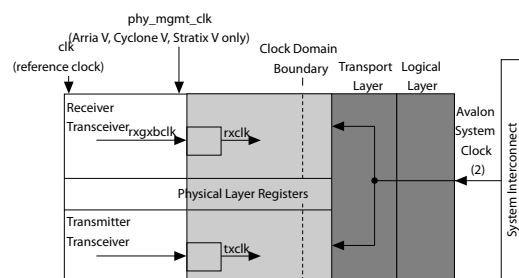 phy_mgmt_clk
(Arria V, Cyclone V, Stratix V only)
clk
(reference clock)
Clock Domain
Boundary
Transport
Layer
Logical
Layer
Receiver
Transceiver
rxgxbclk
rxclk
Avalon
System
Clock
(2)
System Interconnect
Physical Layer Registers
Transmitter
Transceiver
txclk